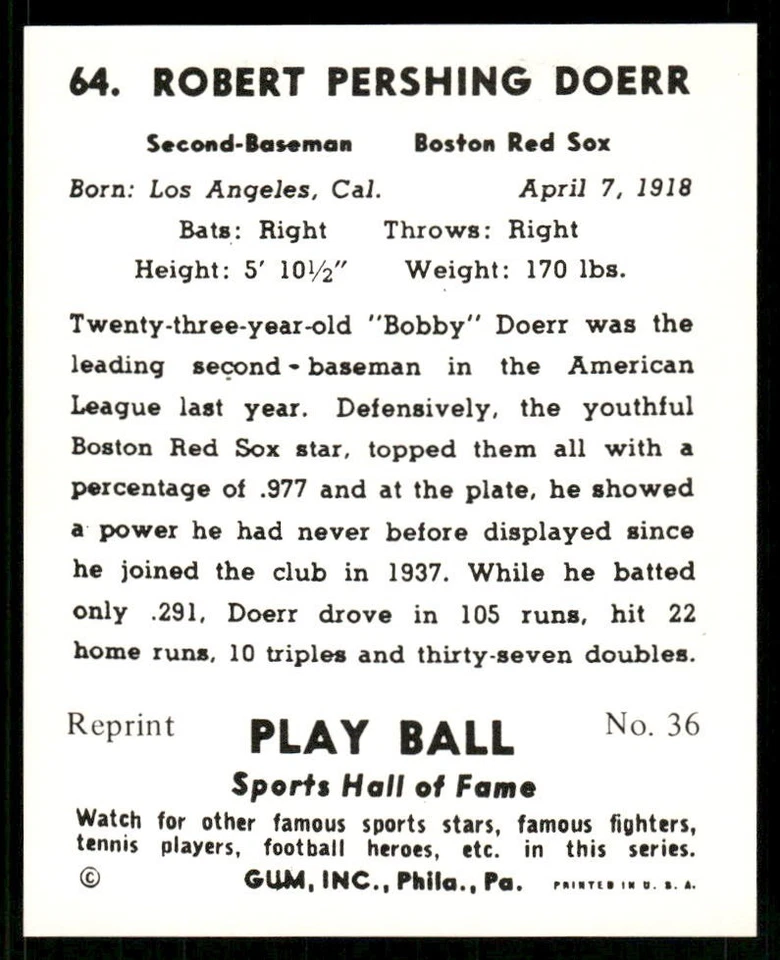 64. ROBERT PERSHING DOERR
Second-Baseman Boston Red Sox
Born: Los Angeles, Cal. April 7, 1918
Bats: Right Throws: Right
Height: 5' 10½" Weight: 170 lbs.
Twenty-three-year-old "Bobby" Doerr was the
leading second-baseman in the American
League last year. Defensively, the youthful
Boston Red Sox star, topped them all with a
percentage of .977 and at the plate, he showed
a power he had never before displayed since
he joined the club in 1937. While he batted
only .291, Doerr drove in 105 runs, hit 22
home runs, 10 triples and thirty-seven doubles.
Reprint PLAY BALL No. 36
Sports Hall of Fame
Watch for other famous sports stars, famous fighters,
tennis players, football heroes, etc. in this series.
© GUM, INC., Phila., Pa. PRINTED IN U. S. A.